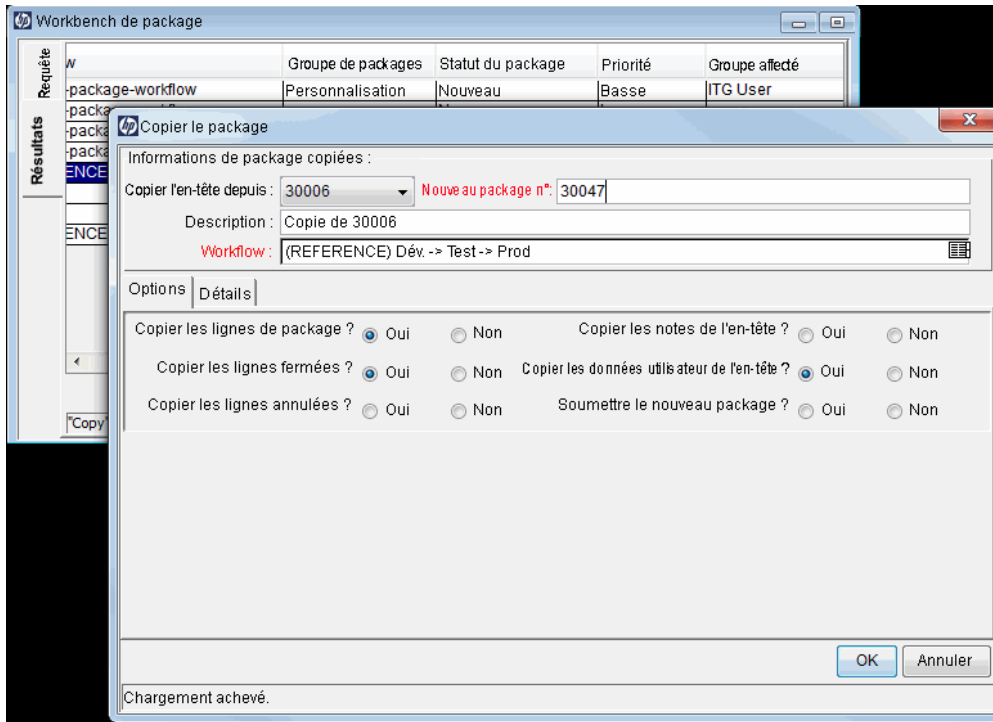 Workbench de package
Requête
Résultats
w Groupe de packages Statut du package Priorité Groupe affecté
-package-workflow Personnalisation Nouveau Basse ITG User
-packa
-packa
-packa
ENCE
ENCE
"Copy"
Copier le package
Informations de package copiées :
Copier l'en-tête depuis : 30006 Nouveau package n°: 30047
Description : Copie de 30006
Workflow : (REFERENCE) Dév. -> Test -> Prod
Options Détails
Copier les lignes de package ? Oui Non Copier les notes de l'en-tête ? Oui Non
Copier les lignes fermées ? Oui Non Copier les données utilisateur de l'en-tête ? Oui Non
Copier les lignes annulées ? Oui Non Soumettre le nouveau package ? Oui Non
OK Annuler
Chargement achevé.